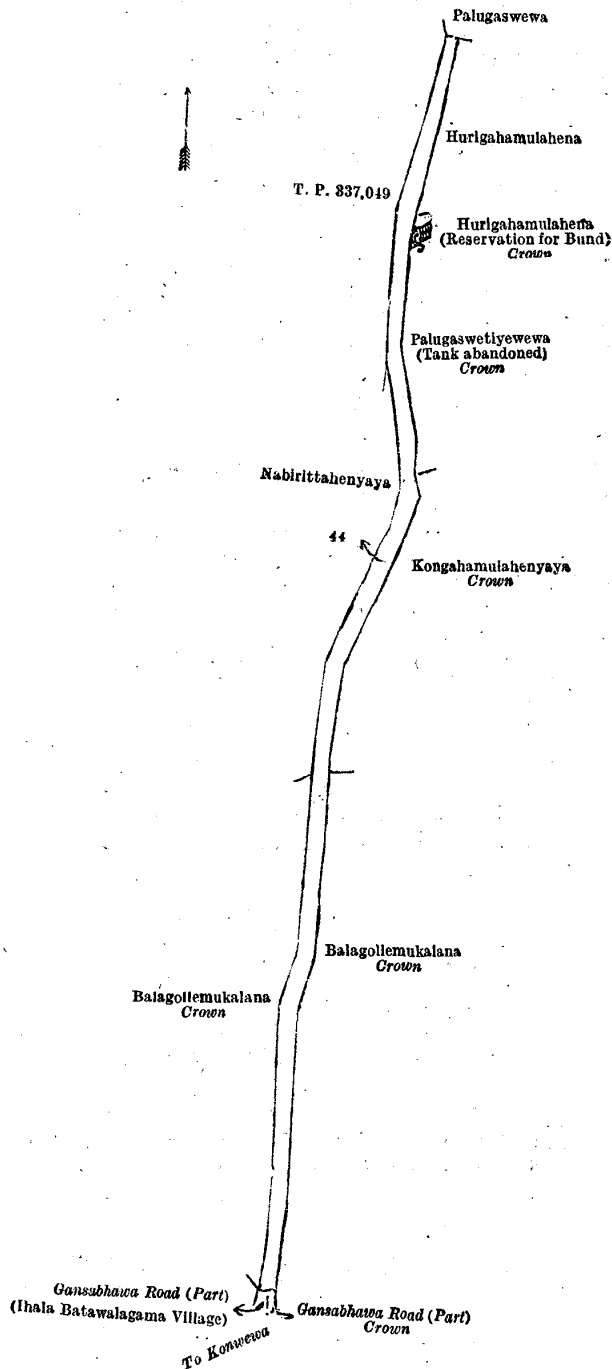 Palugaswewa
Hurigahamulahena
T. P. 337,049
Hurigahamulahena
(Reservation for Bund)
Crown
Palugaswetiyewewa
(Tank abandoned)
Crown
Nabirittahenyaya
44
Kongahamulahenyaya
Crown
Balagollemukalana
Crown
Balagollemukalana
Crown
Gansabhawa Road (Part)
(Ihala Batawalagama Village)
Gansabhawa Road (Part)
Crown
To Konwewa